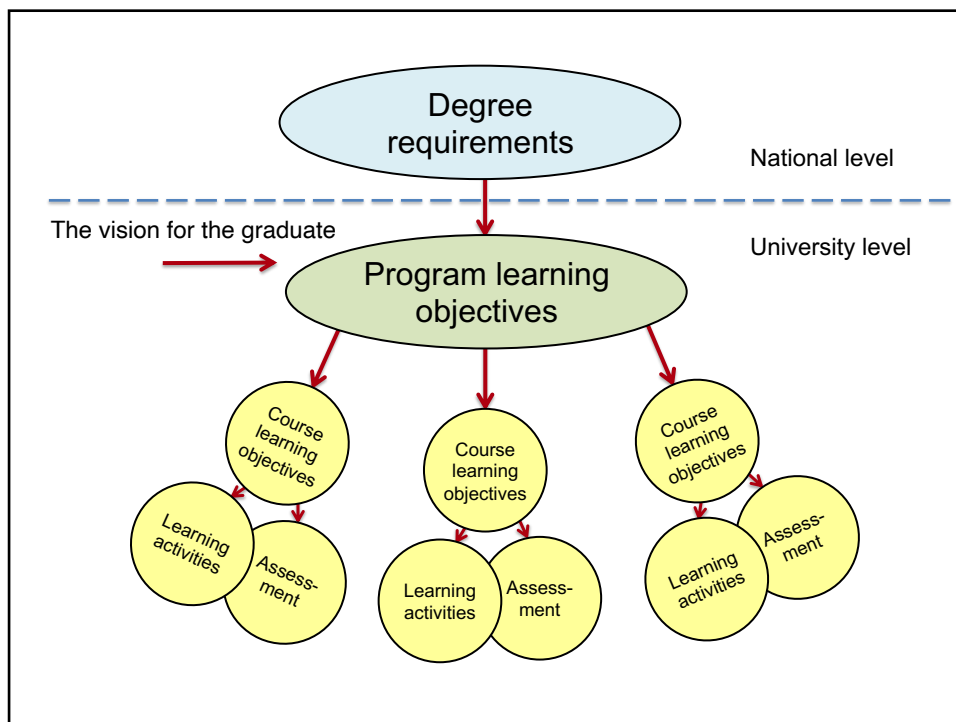 Degree
requirements
National level
The vision for the graduate
University level
Program learning
objectives
Course
learning
objectives
Learning
activities
Assess-
ment
Course
learning
objectives
Learning
activities
Assess-
ment
Course
learning
objectives
Learning
activities
Assess-
ment